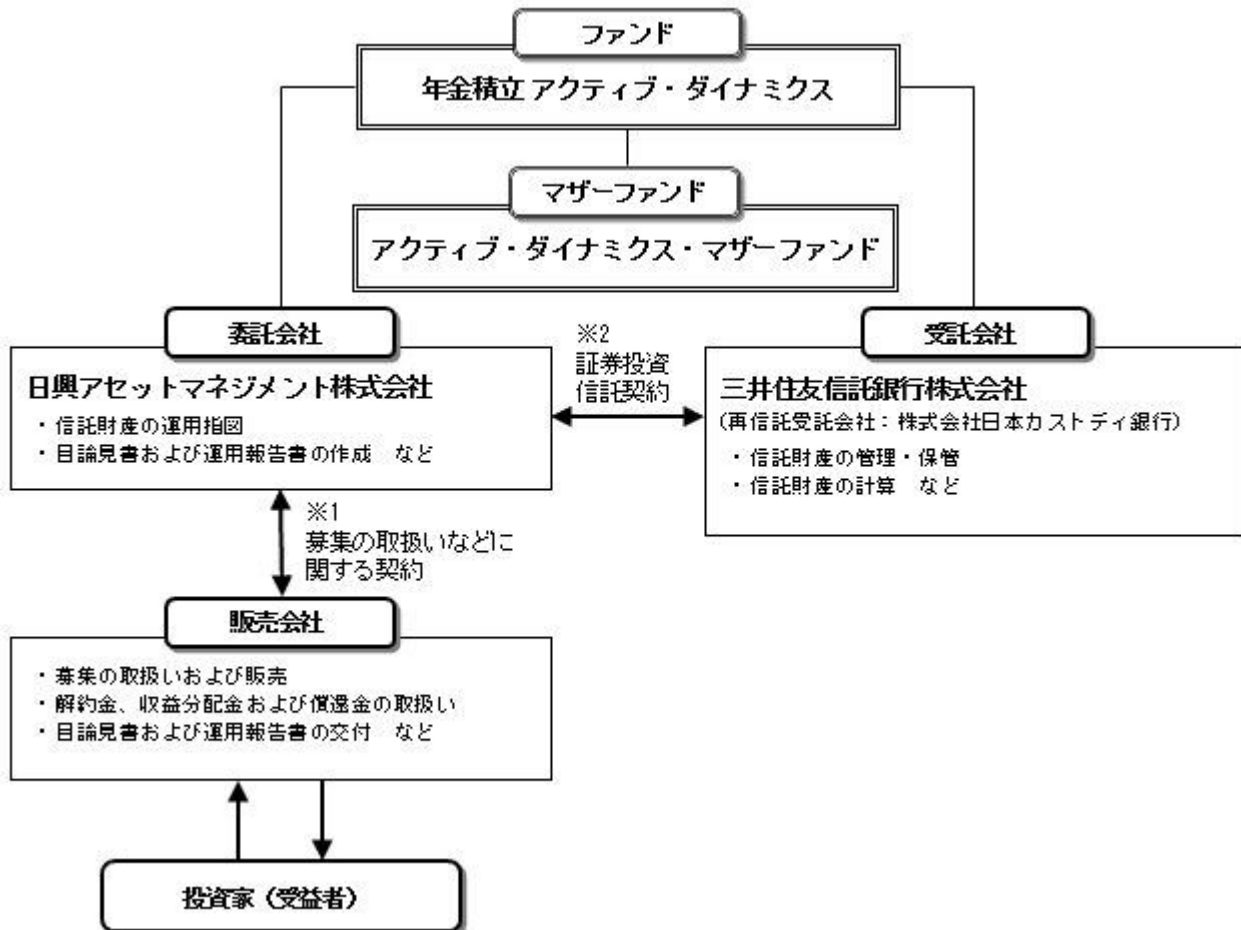 ファンド
年金積立 アクティブ・ダイナミクス
マザーファンド
アクティブ・ダイナミクス・マザーファンド
委託会社
日興アセットマネジメント株式会社
・信託財産の運用指図
・目論見書および運用報告書の作成 など
※2
証券投資
信託契約
受託会社
三井住友信託銀行株式会社
(再信託受託会社：株式会社日本カストディ銀行)
・信託財産の管理・保管
・信託財産の計算 など
※1
募集の取扱いなどに
関する契約
販売会社
・募集の取扱いおよび販売
・解約金、収益分配金および償還金の取扱い
・目論見書および運用報告書の交付 など
投資家（受益者）